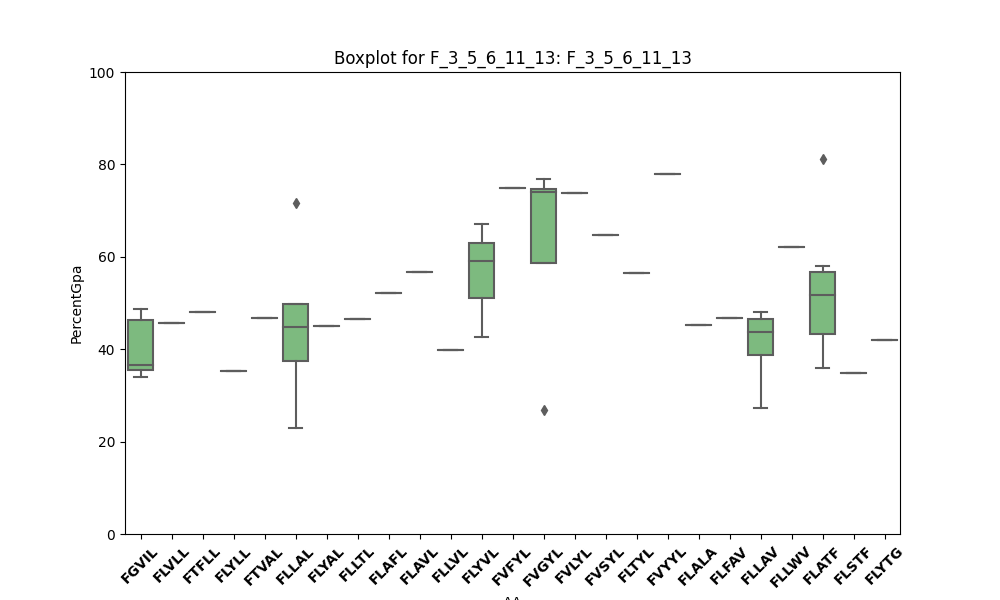 Boxplot for F_3_5_6_11_13: F_3_5_6_11_13
100
80
60
40
20
0
PercentGpa
FGVIL
FLVLL
FTFLL
FLYLL
FTVAL
FLLAL
FLYAL
FLLTL
FLAFL
FLAVL
FLLVL
FLYVL
FVFYL
FVGYL
FVLYL
FVSYL
FLTYL
FVYYL
FLALA
FLFAV
FLLAV
FLLWV
FLATF
FLSTF
FLYTG